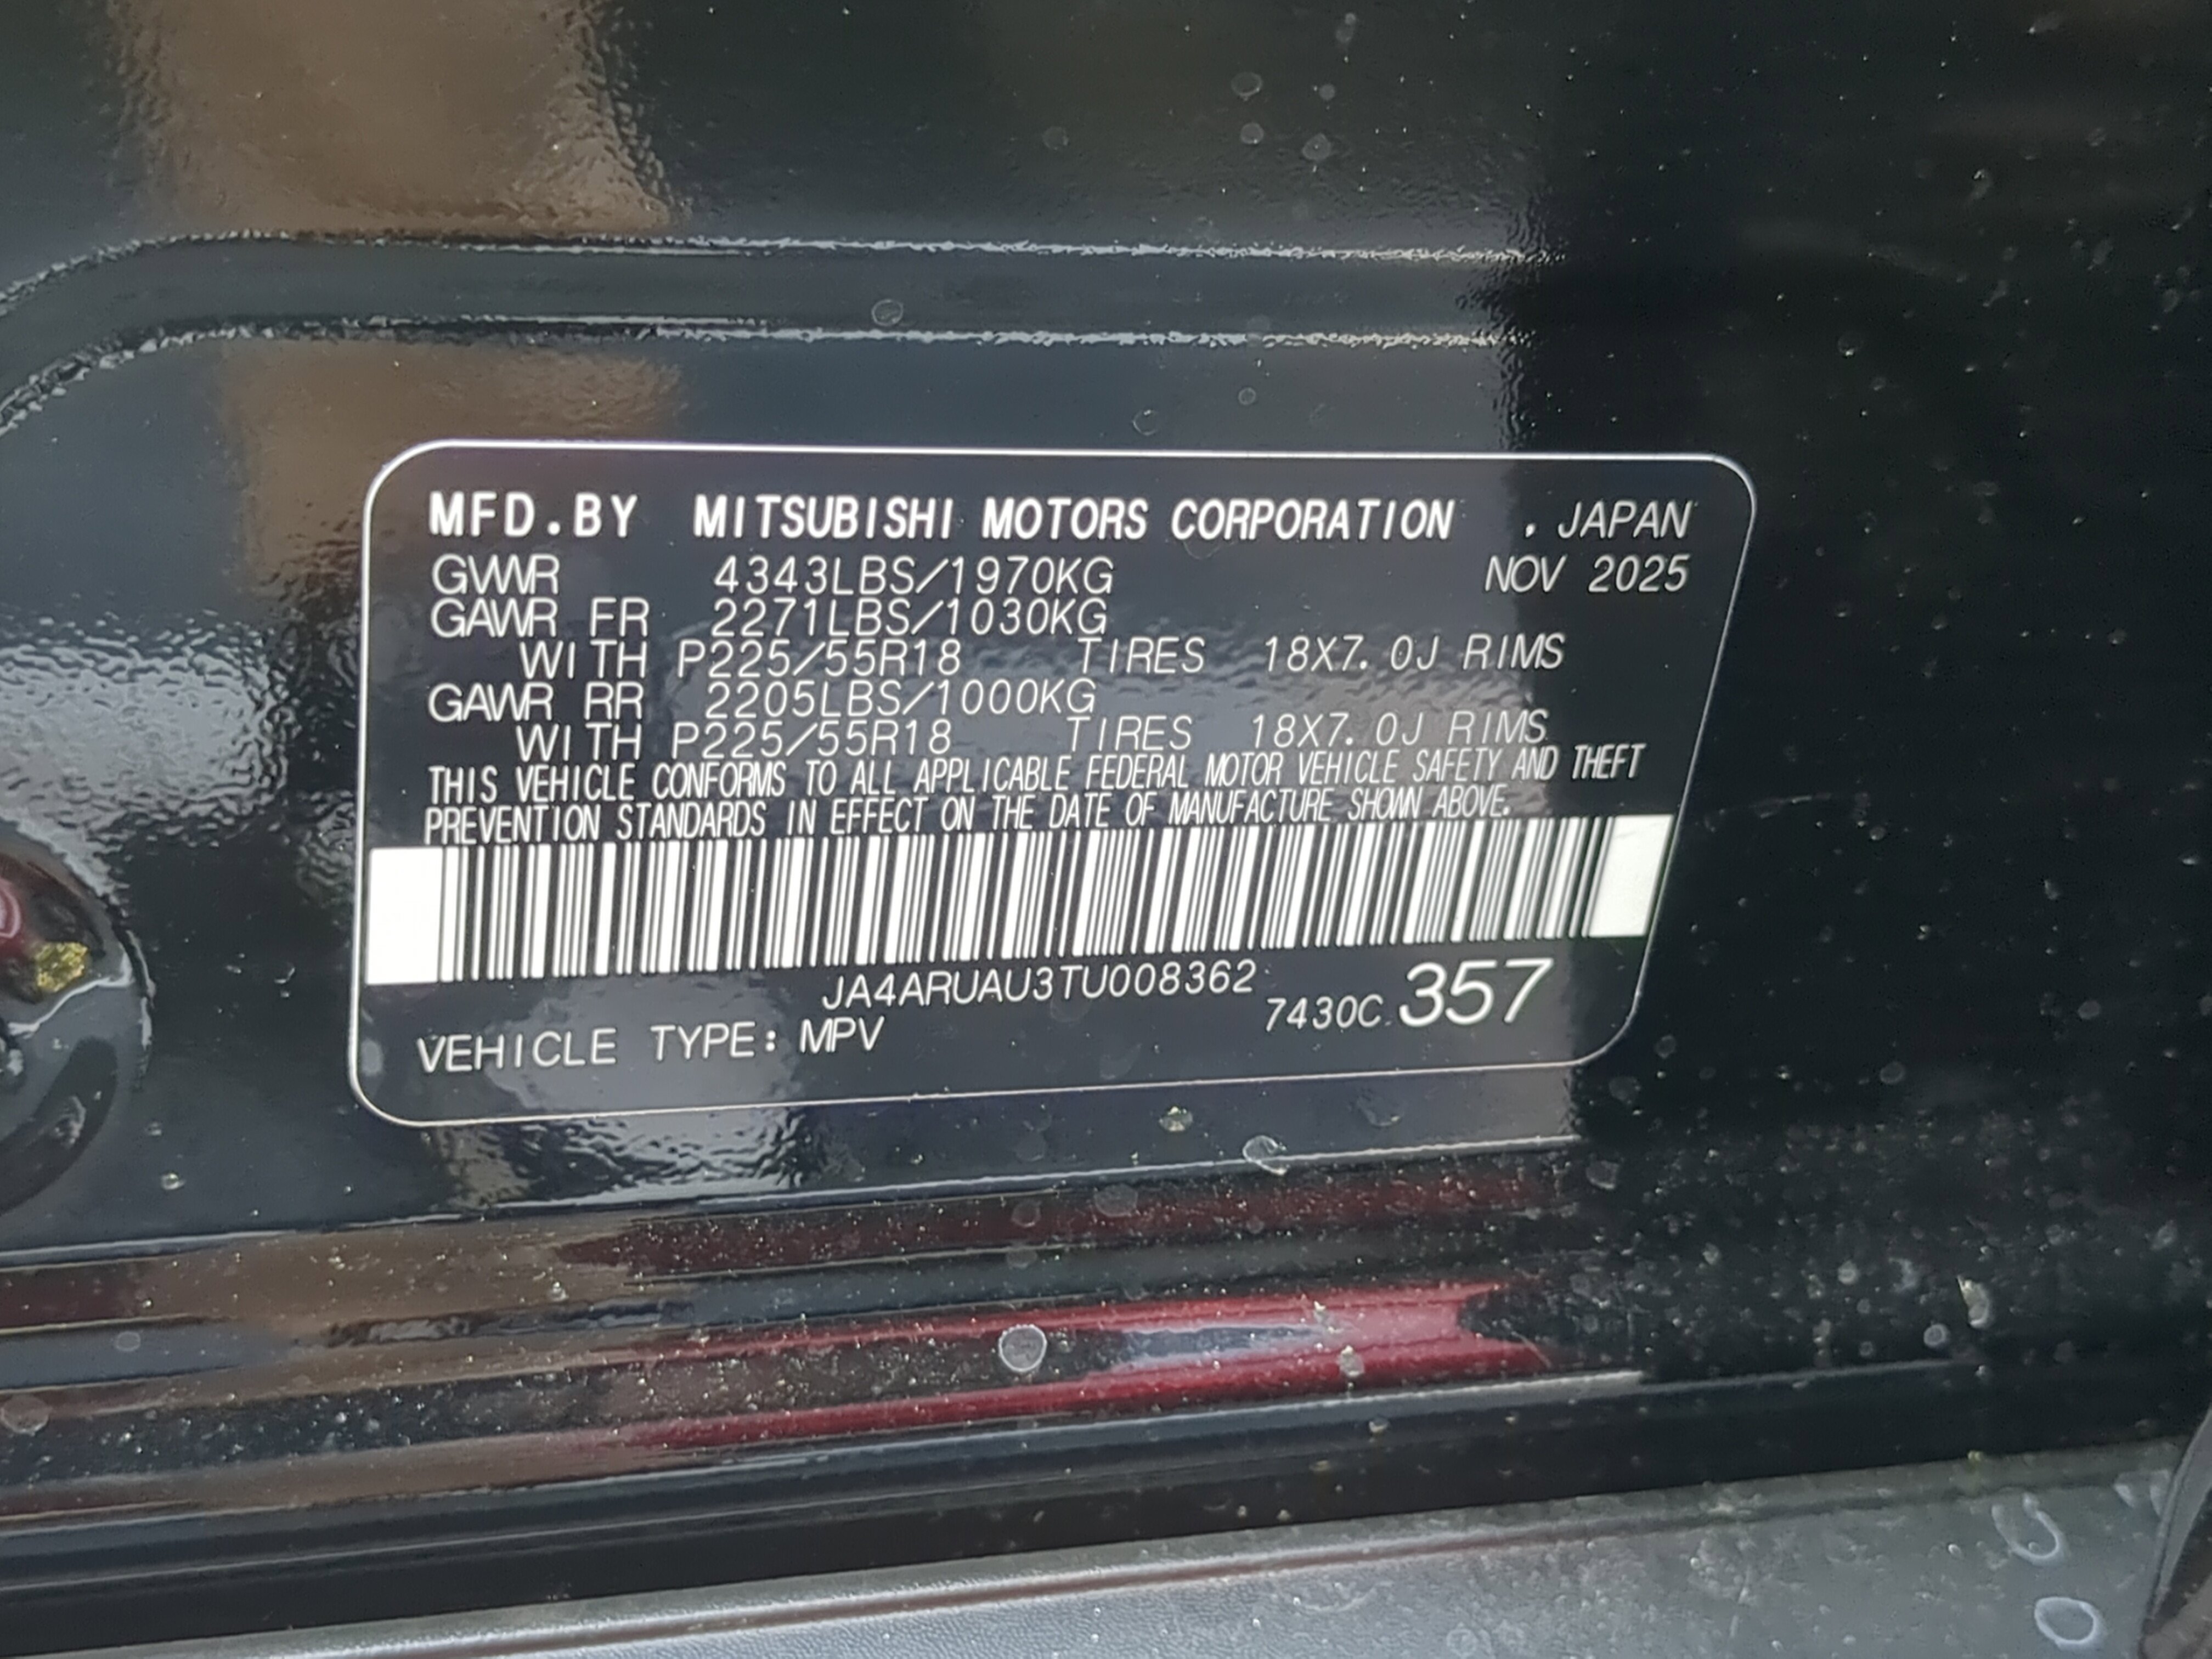 MFD.BY MITSUBISHI MOTORS CORPORATION . JAPAN
GVWR 4343LBS/1970KG NOV 2025
GAWR FR 2271LBS/1030KG
WITH P225/55R18 TIRES 18X7.0J RIMS
GAWR RR 2205LBS/1000KG
WITH P225/55R18 TIRES 18X7.0J RIMS
THIS VEHICLE CONFORMS TO ALL APPLICABLE FEDERAL MOTOR VEHICLE SAFETY AND THEFT
PREVENTION STANDARDS IN EFFECT ON THE DATE OF MANUFACTURE SHOWN ABOVE.
JA4ARUAU3TU008362
7430C 357
VEHICLE TYPE: MPV